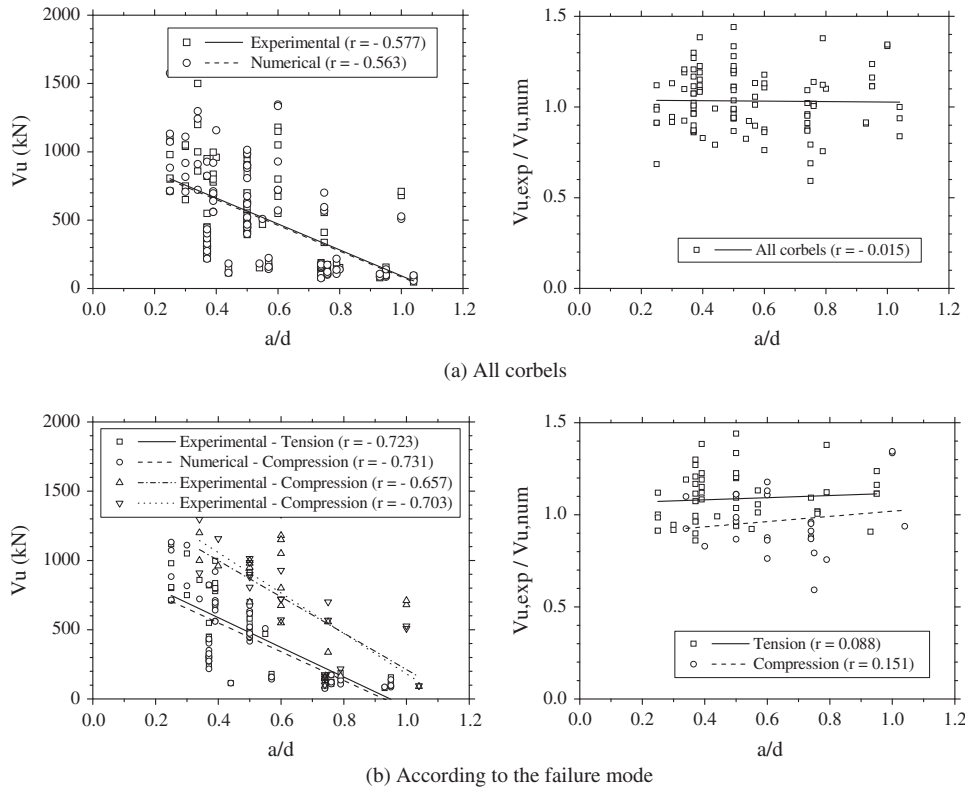 2000
1500
1000
500
0
Vu (kN)
Experimental (r = - 0.577)
Numerical (r = - 0.563)
0.0 0.2 0.4 0.6 0.8 1.0 1.2
a/d
1.5
1.0
0.5
0.0
Vu,exp / Vu,num
All corbels (r = - 0.015)
0.0 0.2 0.4 0.6 0.8 1.0 1.2
a/d
(a) All corbels
2000
1500
1000
500
0
Vu (kN)
Experimental - Tension (r = - 0.723)
Numerical - Compression (r = - 0.731)
Experimental - Compression (r = - 0.657)
Experimental - Compression (r = - 0.703)
0.0 0.2 0.4 0.6 0.8 1.0 1.2
a/d
1.5
1.0
0.5
0.0
Vu,exp / Vu,num
Tension (r = 0.088)
Compression (r = 0.151)
0.0 0.2 0.4 0.6 0.8 1.0 1.2
a/d
(b) According to the failure mode